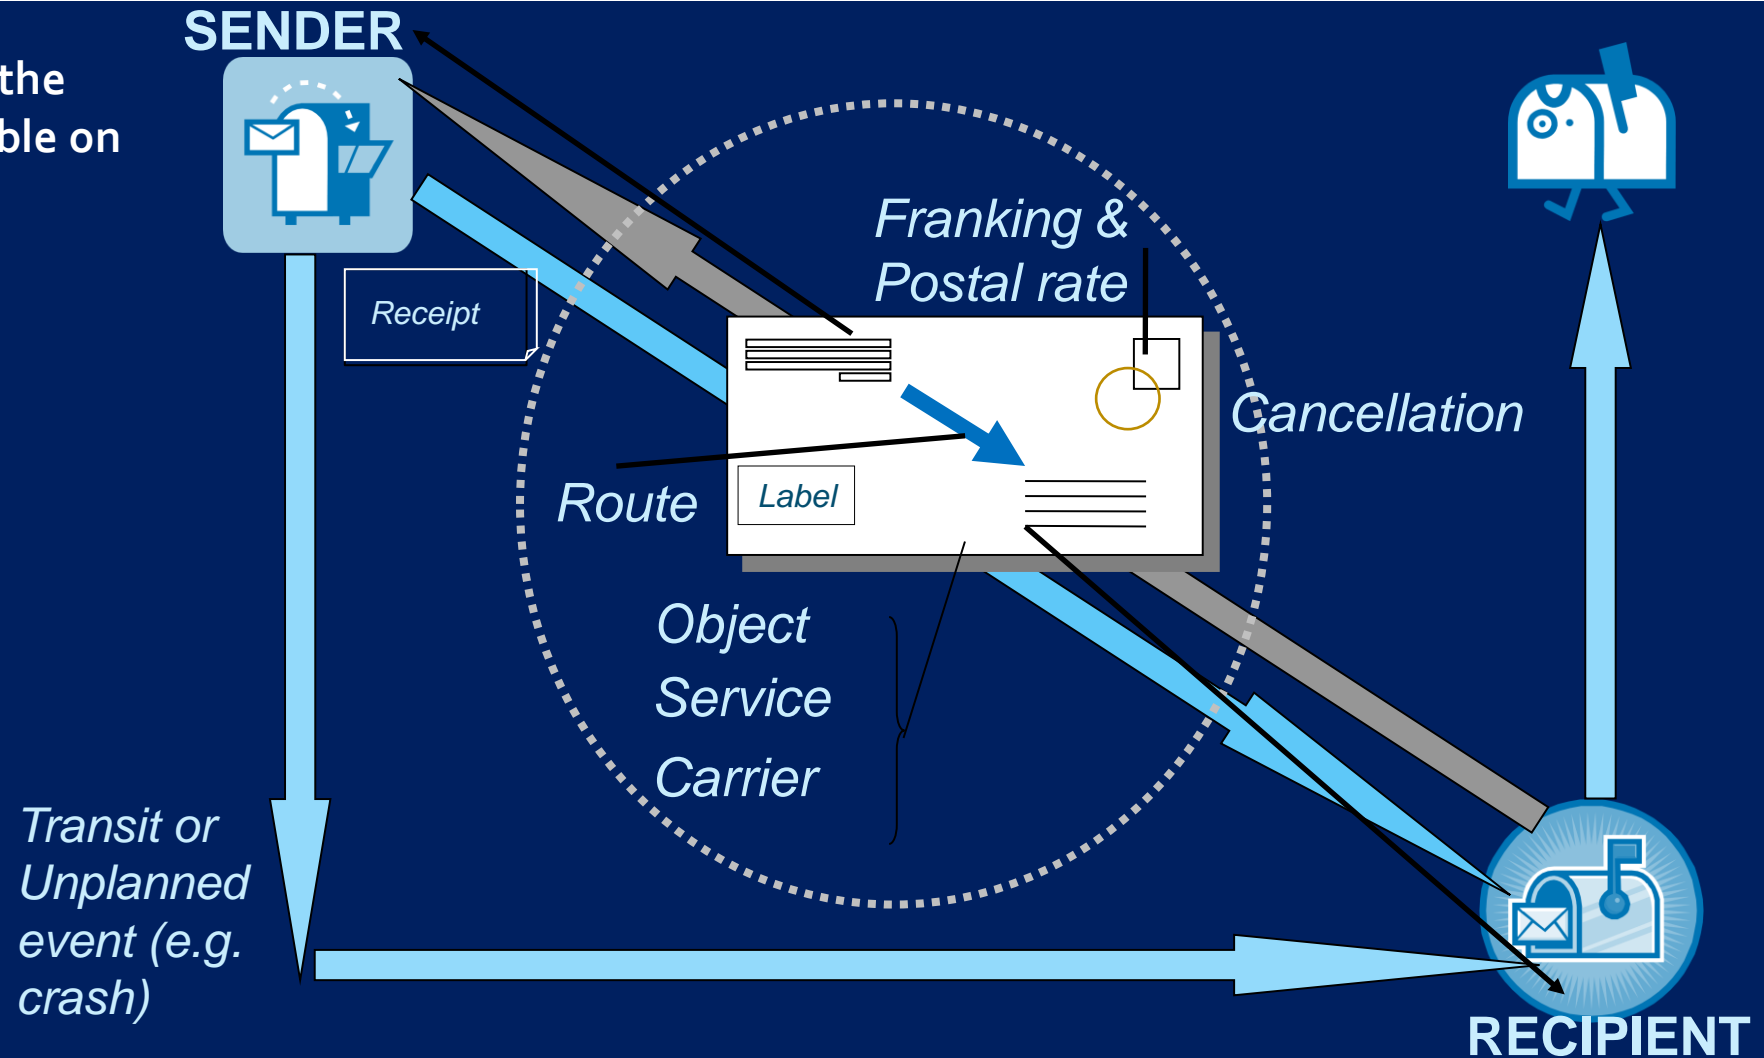 SENDER
the
ble on
Franking &
Postal rate
Receipt
Cancellation
Route
Label
Object
Service
Carrier
Transit or
Unplanned
event (e.g.
crash)
RECIPIENT